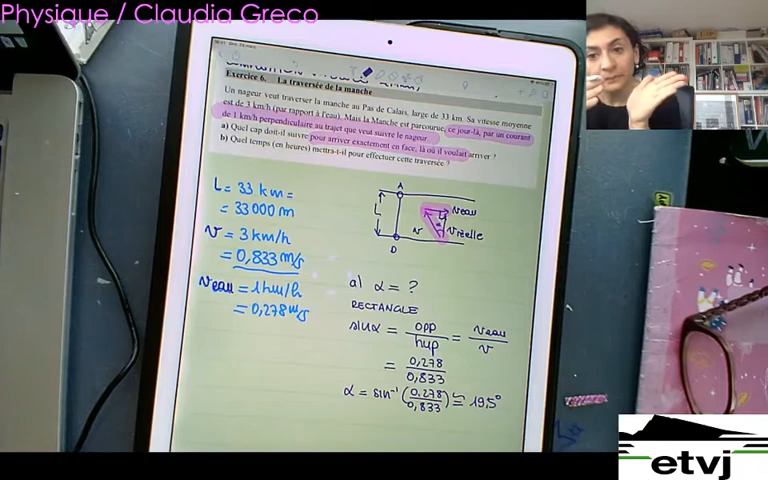 Physique / Claudia Greco
Exercice 6. La traversée de la manche
Un nageur veut traverser la manche au Pas de Calais, large de 33 km. Sa vitesse moyenne
est de 3 km/h (par rapport à l'eau). Mais la Manche est parcourue, ce jour-là, par un courant
de 1 km/h perpendiculaire au trajet que veut suivre le nageur.
a) Quel cap doit-il suivre pour arriver exactement en face, là où il voulait arriver ?
b) Quel temps (en heures) mettra-t-il pour effectuer cette traversée ?
L = 33 km =
= 33000 m
v = 3 km/h
= 0,833 m/s
veau = 1 km/h
= 0,278 m/s
A
L
veau
α
v
vréelle
D
a) α = ?
RECTANGLE
sinα = opp/hyp = veau/v
= 0,278/0,833
α = sin⁻¹ (0,278/0,833) ≃ 19,5°
etvj